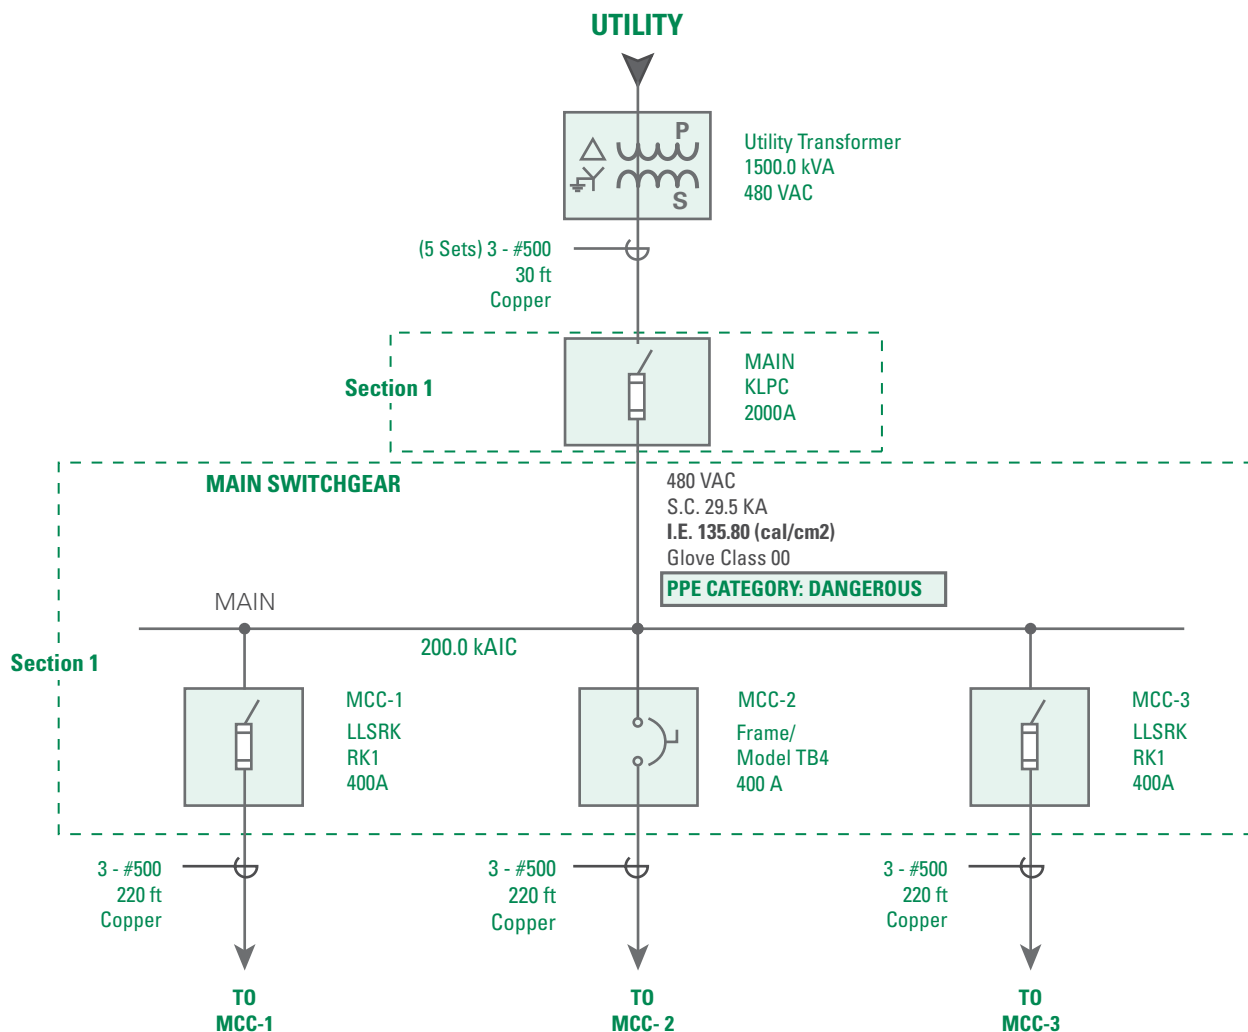 UTILITY
P
S
Utility Transformer
1500.0 kVA
480 VAC
(5 Sets) 3 - #500
30 ft
Copper
Section 1
MAIN
KLPC
2000A
MAIN SWITCHGEAR
480 VAC
S.C. 29.5 KA
I.E. 135.80 (cal/cm2)
Glove Class 00
PPE CATEGORY: DANGEROUS
MAIN
200.0 kAIC
Section 1
MCC-1
LLSRK
RK1
400A
MCC-2
Frame/
Model TB4
400 A
MCC-3
LLSRK
RK1
400A
3 - #500
220 ft
Copper
3 - #500
220 ft
Copper
3 - #500
220 ft
Copper
TO
MCC-1
TO
MCC- 2
TO
MCC-3